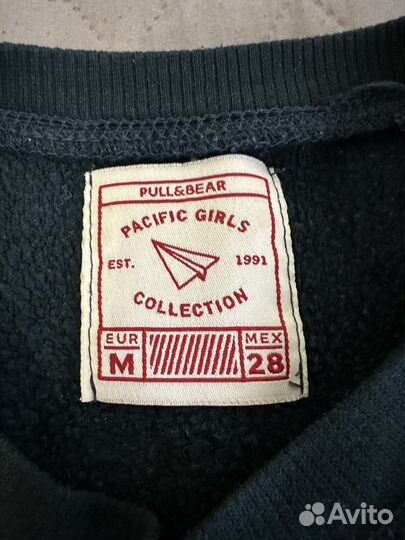 PULL&BEAR
PACIFIC GIRLS
EST. 1991
COLLECTION
EUR MEX
M 28
Avito